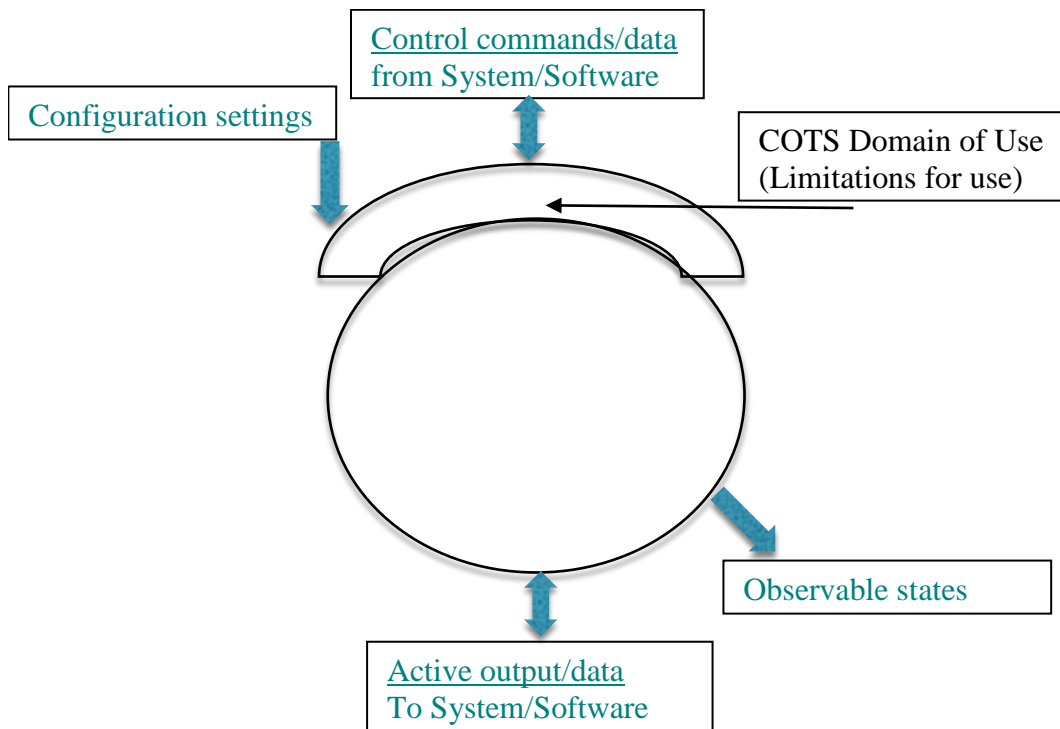 Control commands/data
from System/Software
Configuration settings
COTS Domain of Use
(Limitations for use)
Observable states
Active output/data
To System/Software